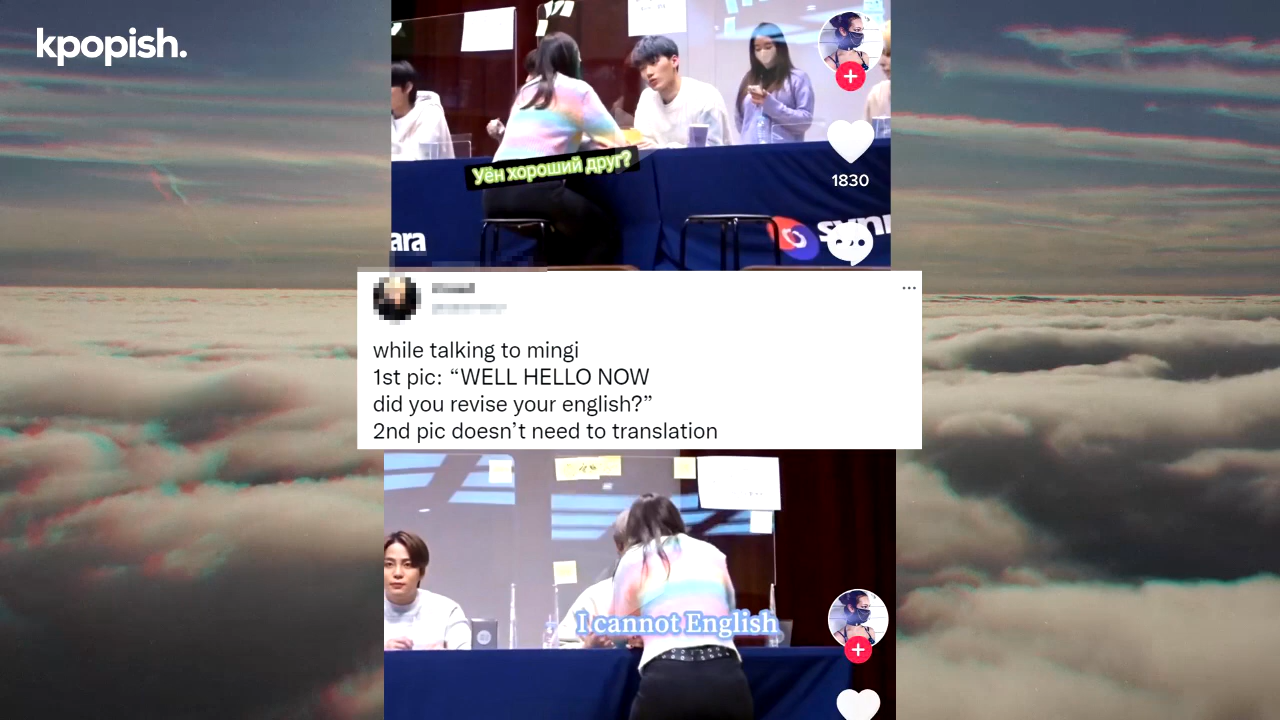 kpopish.
Уён хороший друг?
1830
ara
while talking to mingi
1st pic: “WELL HELLO NOW
did you revise your english?”
2nd pic doesn’t need to translation
I cannot English